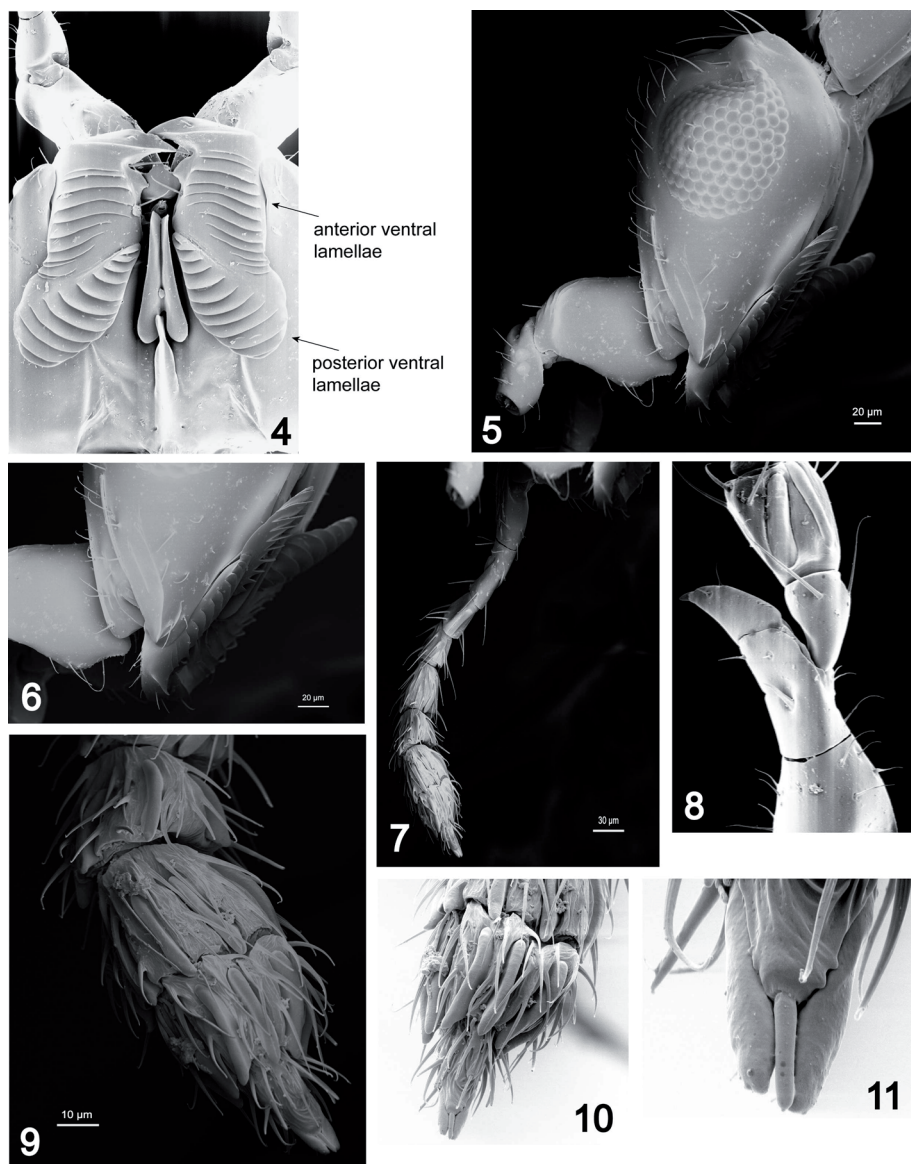 anterior ventral
lamellae
posterior ventral
lamellae
4
5
20 µm
6
20 µm
7
30 µm
8
9
10 µm
10
11